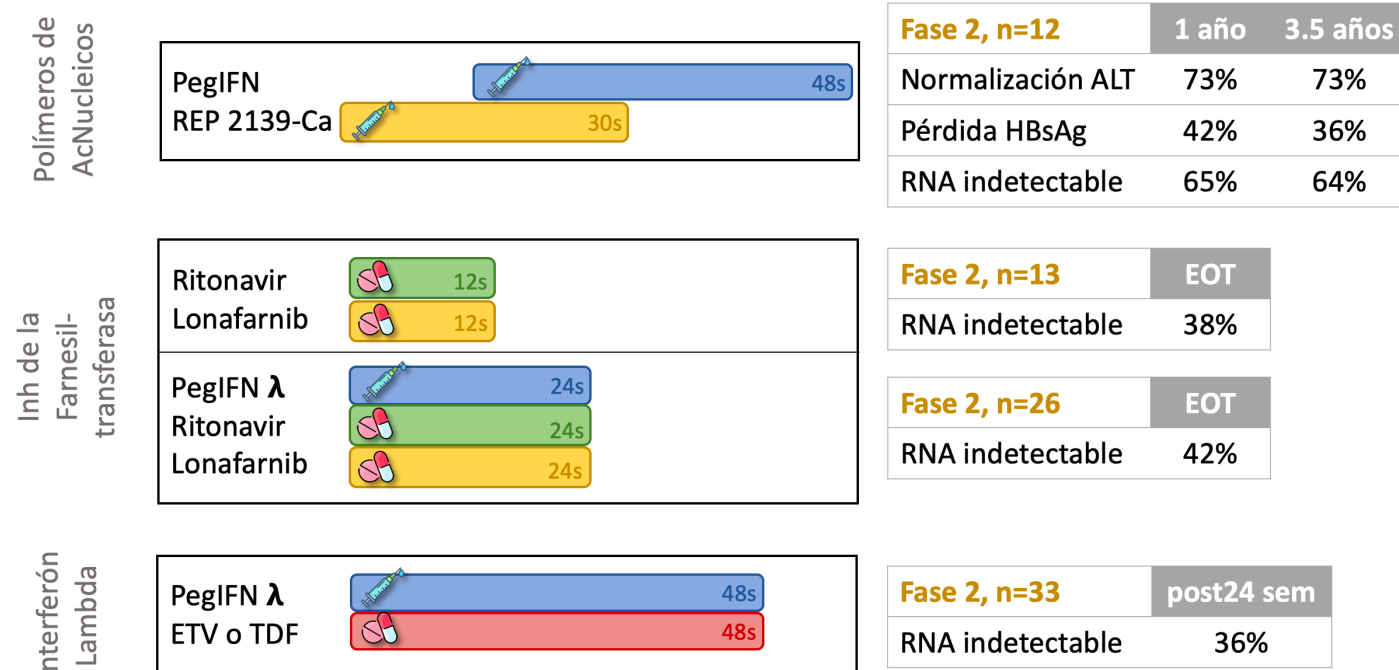 Polímeros de
AcNucleicos
PegIFN
48s
REP 2139-Ca
30s
Fase 2, n=12 1 año 3.5 años
Normalización ALT 73% 73%
Pérdida HBsAg 42% 36%
RNA indetectable 65% 64%
Inh de la
Farnesil-
transferasa
Ritonavir
12s
Lonafarnib
12s
Fase 2, n=13 EOT
RNA indetectable 38%
PegIFN λ
24s
Ritonavir
24s
Lonafarnib
24s
Fase 2, n=26 EOT
RNA indetectable 42%
nterferón
Lambda
PegIFN λ
48s
ETV o TDF
48s
Fase 2, n=33 post24 sem
RNA indetectable 36%